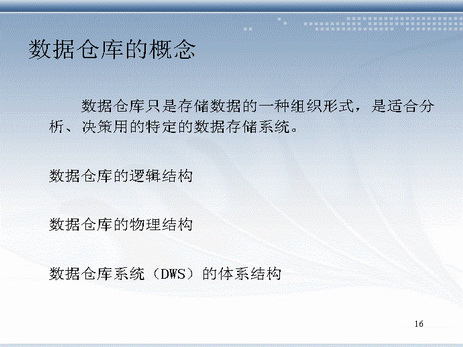 数据仓库的概念
数据仓库只是存储数据的一种组织形式，是适合分
析、决策用的特定的数据存储系统。
数据仓库的逻辑结构
数据仓库的物理结构
数据仓库系统（DWS）的体系结构
16